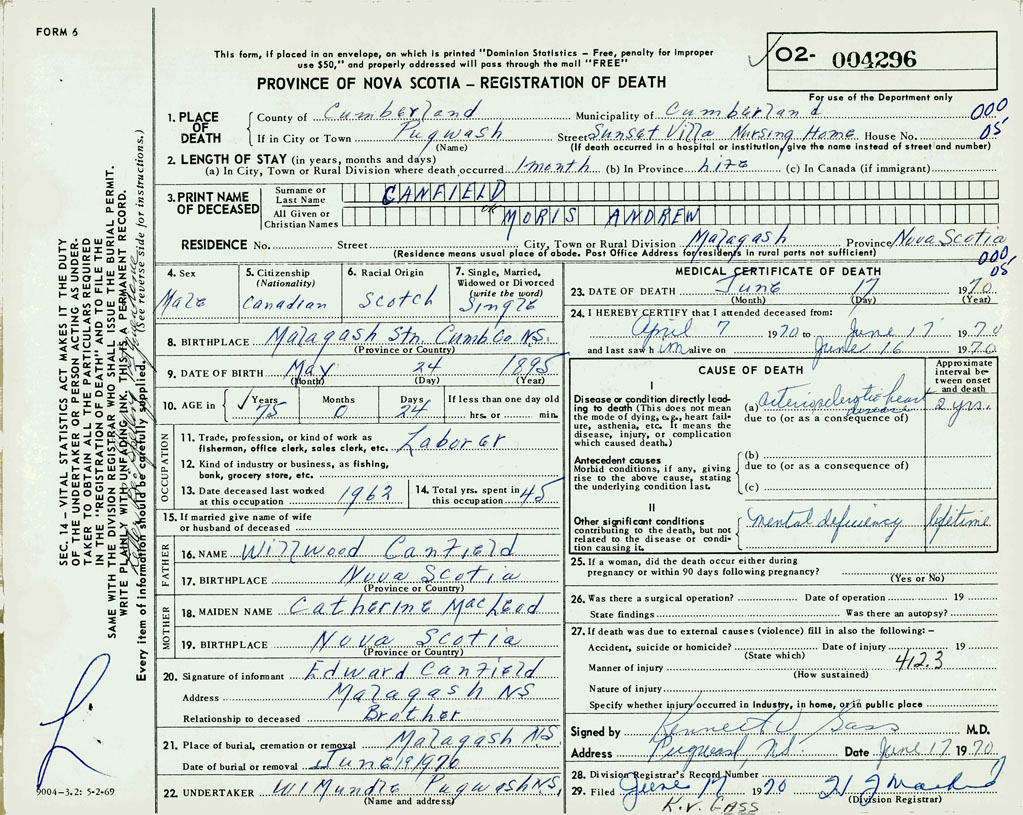 FORM 6
This form, if placed in an envelope, on which is printed "Dominion Statistics – Free, penalty for improper
use $50," and properly addressed will pass through the mail "FREE"
PROVINCE OF NOVA SCOTIA – REGISTRATION OF DEATH
02- 004296
For use of the Department only
1. PLACE OF DEATH
County of Cumberland Municipality of Cumberland 000
If in City or Town Pugwash Street Sunset Villa Nursing Home House No. 05
(Name) (If death occurred in a hospital or institution, give the name instead of street and number)
2. LENGTH OF STAY (in years, months and days)
(a) In City, Town or Rural Division where death occurred 1 month (b) In Province Life (c) In Canada (if immigrant)
3. PRINT NAME OF DECEASED
Surname or Last Name CANFIELD
All Given or Christian Names MORIS ANDREW
RESIDENCE No. Street City, Town or Rural Division Malagash Province Nova Scotia
(Residence means usual place of abode. Post Office Address for residents in rural parts not sufficient) 000
05
4. Sex
Male
5. Citizenship
(Nationality)
Canadian
6. Racial Origin
Scotch
7. Single, Married,
Widowed or Divorced
(write the word)
Single
8. BIRTHPLACE Malagash Stn. Cumb. Co NS.
(Province or Country)
9. DATE OF BIRTH May 24 1895
(Month) (Day) (Year)
10. AGE in Years Months Days If less than one day old
75 0 24 hrs. or min.
OCCUPATION
11. Trade, profession, or kind of work as
fisherman, office clerk, sales clerk, etc. Laborer
12. Kind of industry or business, as fishing,
bank, grocery store, etc.
13. Date deceased last worked
at this occupation 1962
14. Total yrs. spent in
this occupation 45
15. If married give name of wife
or husband of deceased
FATHER
16. NAME Willwood Canfield
17. BIRTHPLACE Nova Scotia
(Province or Country)
MOTHER
18. MAIDEN NAME Catherine MacLeod
19. BIRTHPLACE Nova Scotia
(Province or Country)
20. Signature of informant Edward Canfield
Address Malagash NS
Relationship to deceased Brother
21. Place of burial, cremation or removal Malagash NS.
Date of burial or removal June 19/1970
22. UNDERTAKER Pugwash NS.
(Name and address)
MEDICAL CERTIFICATE OF DEATH
23. DATE OF DEATH June 17 1970
(Month) (Day) (Year)
24. I HEREBY CERTIFY that I attended deceased from:
April 7 1970 to June 17 1970
and last saw h im alive on June 16 1970
CAUSE OF DEATH
Approximate
interval be-
tween onset
and death
I
Disease or condition directly lead-
ing to death (This does not mean
the mode of dying, e.g., heart fail-
ure, asthenia, etc. It means the
disease, injury, or complication
which caused death.)
(a) arteriosclerotic heart disease 2 yrs.
due to (or as a consequence of)
Antecedent causes
Morbid conditions, if any, giving
rise to the above cause, stating
the underlying condition last.
(b)
due to (or as a consequence of)
(c)
II
Other significant conditions
contributing to the death, but not
related to the disease or condi-
tion causing it.
mental deficiency lifetime
25. If a woman, did the death occur either during
pregnancy or within 90 days following pregnancy?
(Yes or No)
26. Was there a surgical operation? Date of operation 19
State findings Was there an autopsy?
27. If death was due to external causes (violence) fill in also the following:–
Accident, suicide or homicide? Date of injury 19
(State which) 412.3
Manner of injury
(How sustained)
Nature of injury
Specify whether injury occurred in industry, in home, or in public place
Signed by Kenneth V Gass M.D.
Address Pugwash, N.S. Date June 17 1970
28. Division Registrar's Record Number
29. Filed June 17 1970
(Division Registrar)
K.V. GASS
SEC. 14 – VITAL STATISTICS ACT MAKES IT THE DUTY
OF THE UNDERTAKER OR PERSON ACTING AS UNDER-
TAKER TO OBTAIN ALL THE PARTICULARS REQUIRED
IN THE "REGISTRATION OF DEATH" AND TO FILE THE
SAME WITH THE DIVISION REGISTRAR WHO SHALL ISSUE THE BURIAL PERMIT.
WRITE PLAINLY WITH UNFADING INK. THIS IS A PERMANENT RECORD.
Every item of information should be carefully supplied. (See reverse side for instructions.)
9004-3.2: 5-2-69